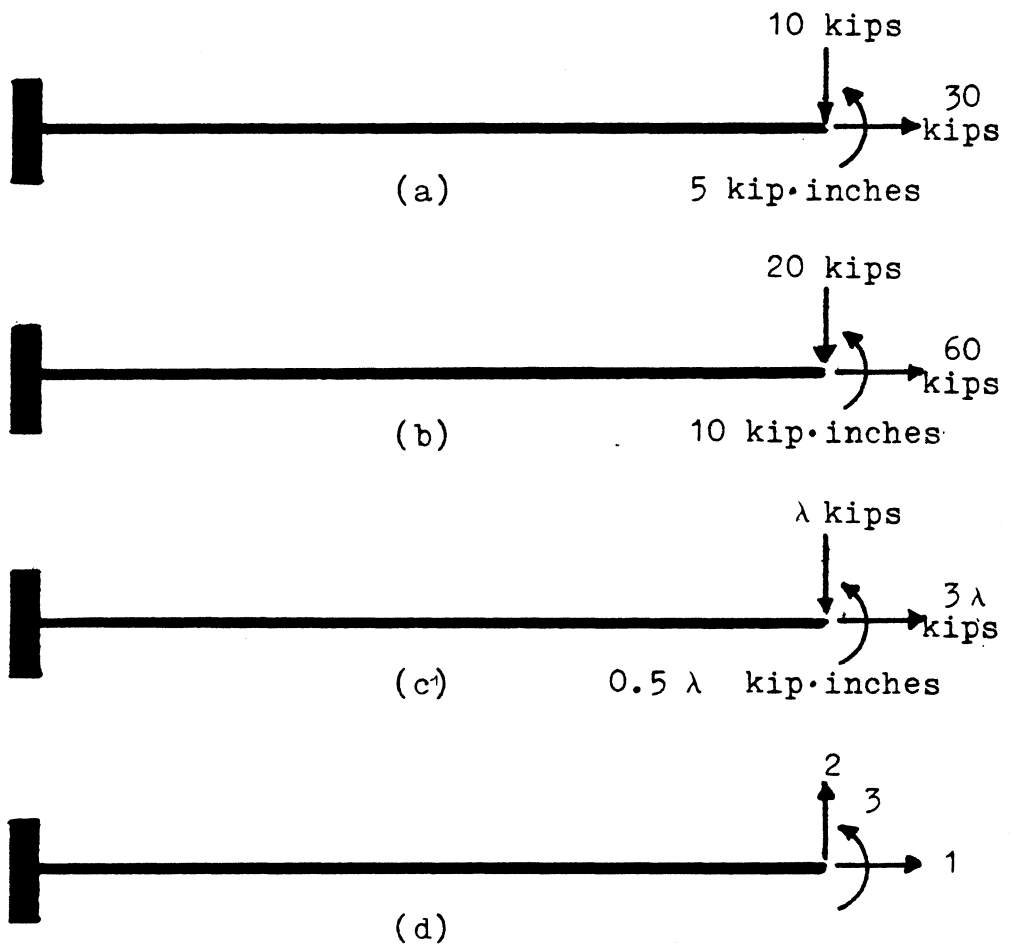 10 kips
30
kips
(a)
5 kip·inches
20 kips
60
kips
(b)
10 kip·inches
λ kips
3λ
kips
(c)
0.5 λ kip·inches
2
3
1
(d)